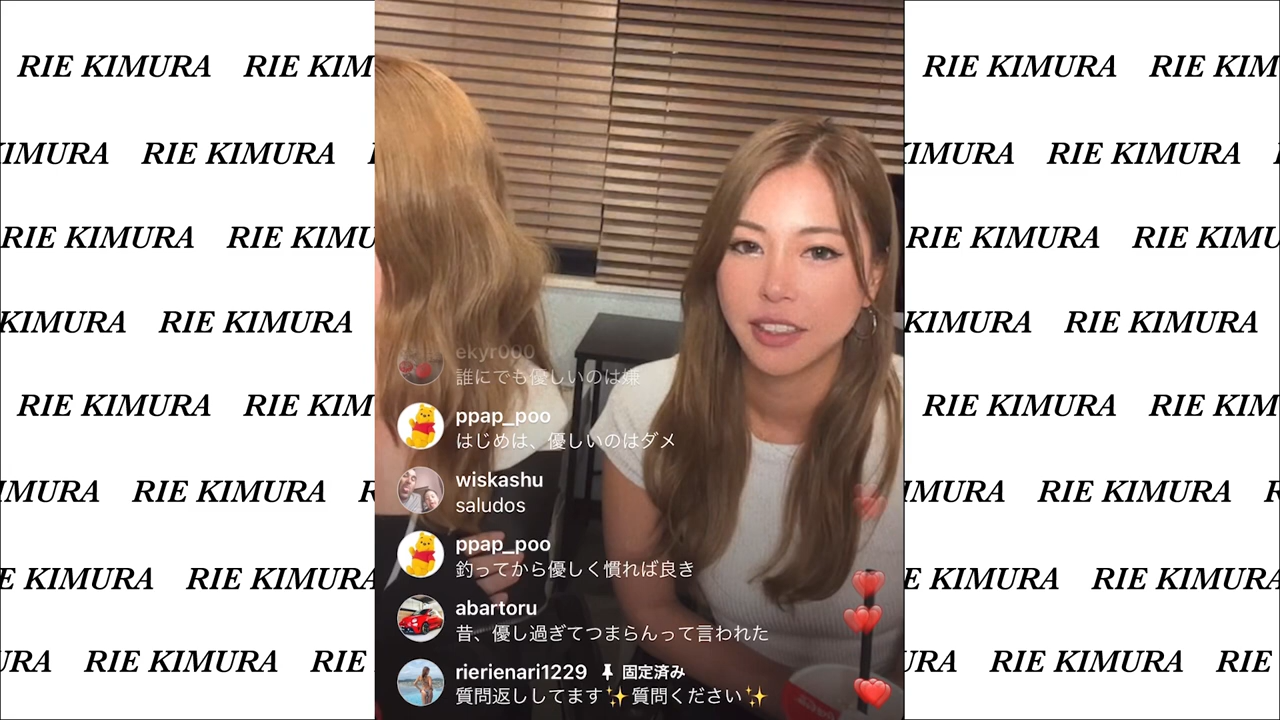 RIE KIMURA RIE KIM
IMURA RIE KIMURA
RIE KIMURA RIE KIMU
KIMURA RIE KIMURA
RIE KIMURA RIE KIM
IMURA RIE KIMURA R
E KIMURA RIE KIMURA
URA RIE KIMURA RIE
ekyr000
誰にでも優しいのは嫌
ppap_poo
はじめは、優しいのはダメ
wiskashu
saludos
ppap_poo
釣ってから優しく慣れば良き
abartoru
昔、優し過ぎてつまらんって言われた
rierienari1229 固定済み
質問返ししてます✨質問ください✨
RIE KIMURA RIE KIM
IMURA RIE KIMURA
RIE KIMURA RIE KIMU
KIMURA RIE KIMURA
RIE KIMURA RIE KIM
IMURA RIE KIMURA R
E KIMURA RIE KIMURA
URA RIE KIMURA RIE